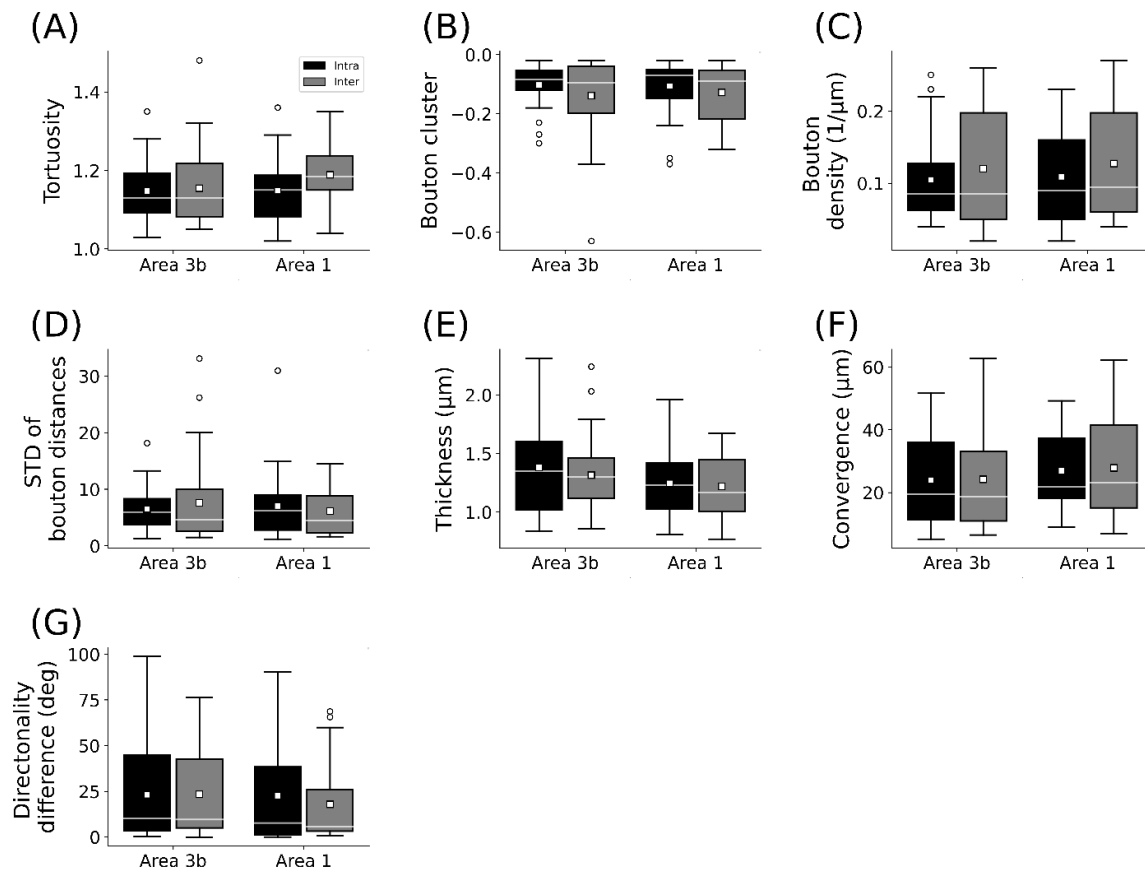 (A)
Tortuosity
1.4
1.2
1.0
Intra
Inter
Area 3b
Area 1
(B)
Bouton cluster
0.0
−0.2
−0.4
−0.6
Area 3b
Area 1
(C)
Bouton
density (1/μm)
0.2
0.1
Area 3b
Area 1
(D)
STD of
bouton distances
30
20
10
0
Area 3b
Area 1
(E)
Thickness (μm)
2.0
1.5
1.0
Area 3b
Area 1
(F)
Convergence (μm)
60
40
20
Area 3b
Area 1
(G)
Directonality
difference (deg)
100
75
50
25
0
Area 3b
Area 1